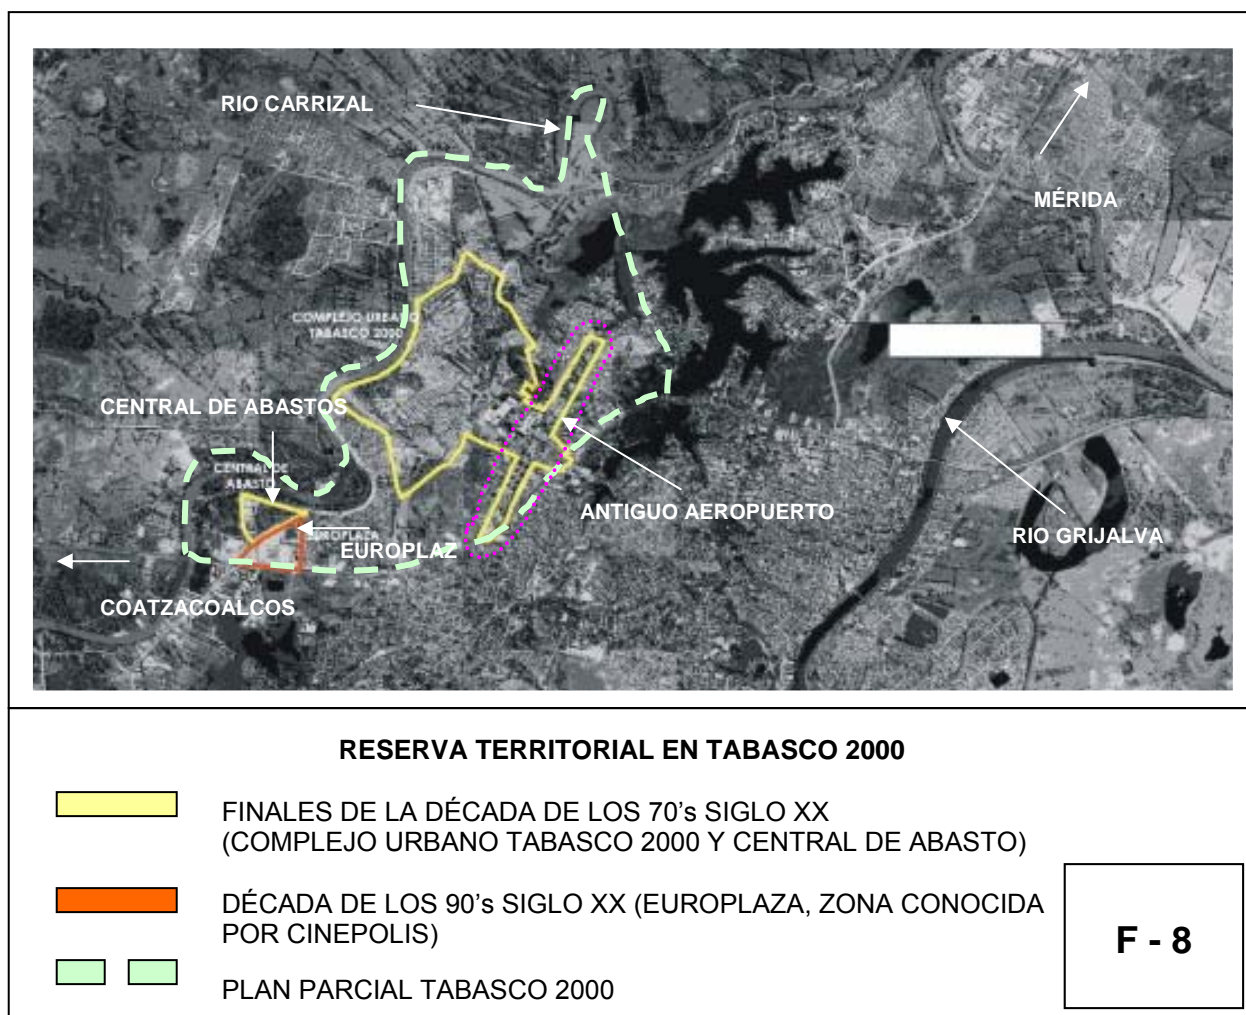 RIO CARRIZAL
MÉRIDA
COMPLEJO URBANO
TABASCO 2000
CENTRAL DE ABASTOS
CENTRAL DE
ABASTO
ANTIGUO AEROPUERTO
EUROPLAZA
EUROPLAZ
RIO GRIJALVA
COATZACOALCOS
RESERVA TERRITORIAL EN TABASCO 2000
FINALES DE LA DÉCADA DE LOS 70's SIGLO XX
(COMPLEJO URBANO TABASCO 2000 Y CENTRAL DE ABASTO)
DÉCADA DE LOS 90's SIGLO XX (EUROPLAZA, ZONA CONOCIDA
POR CINEPOLIS)
PLAN PARCIAL TABASCO 2000
F - 8